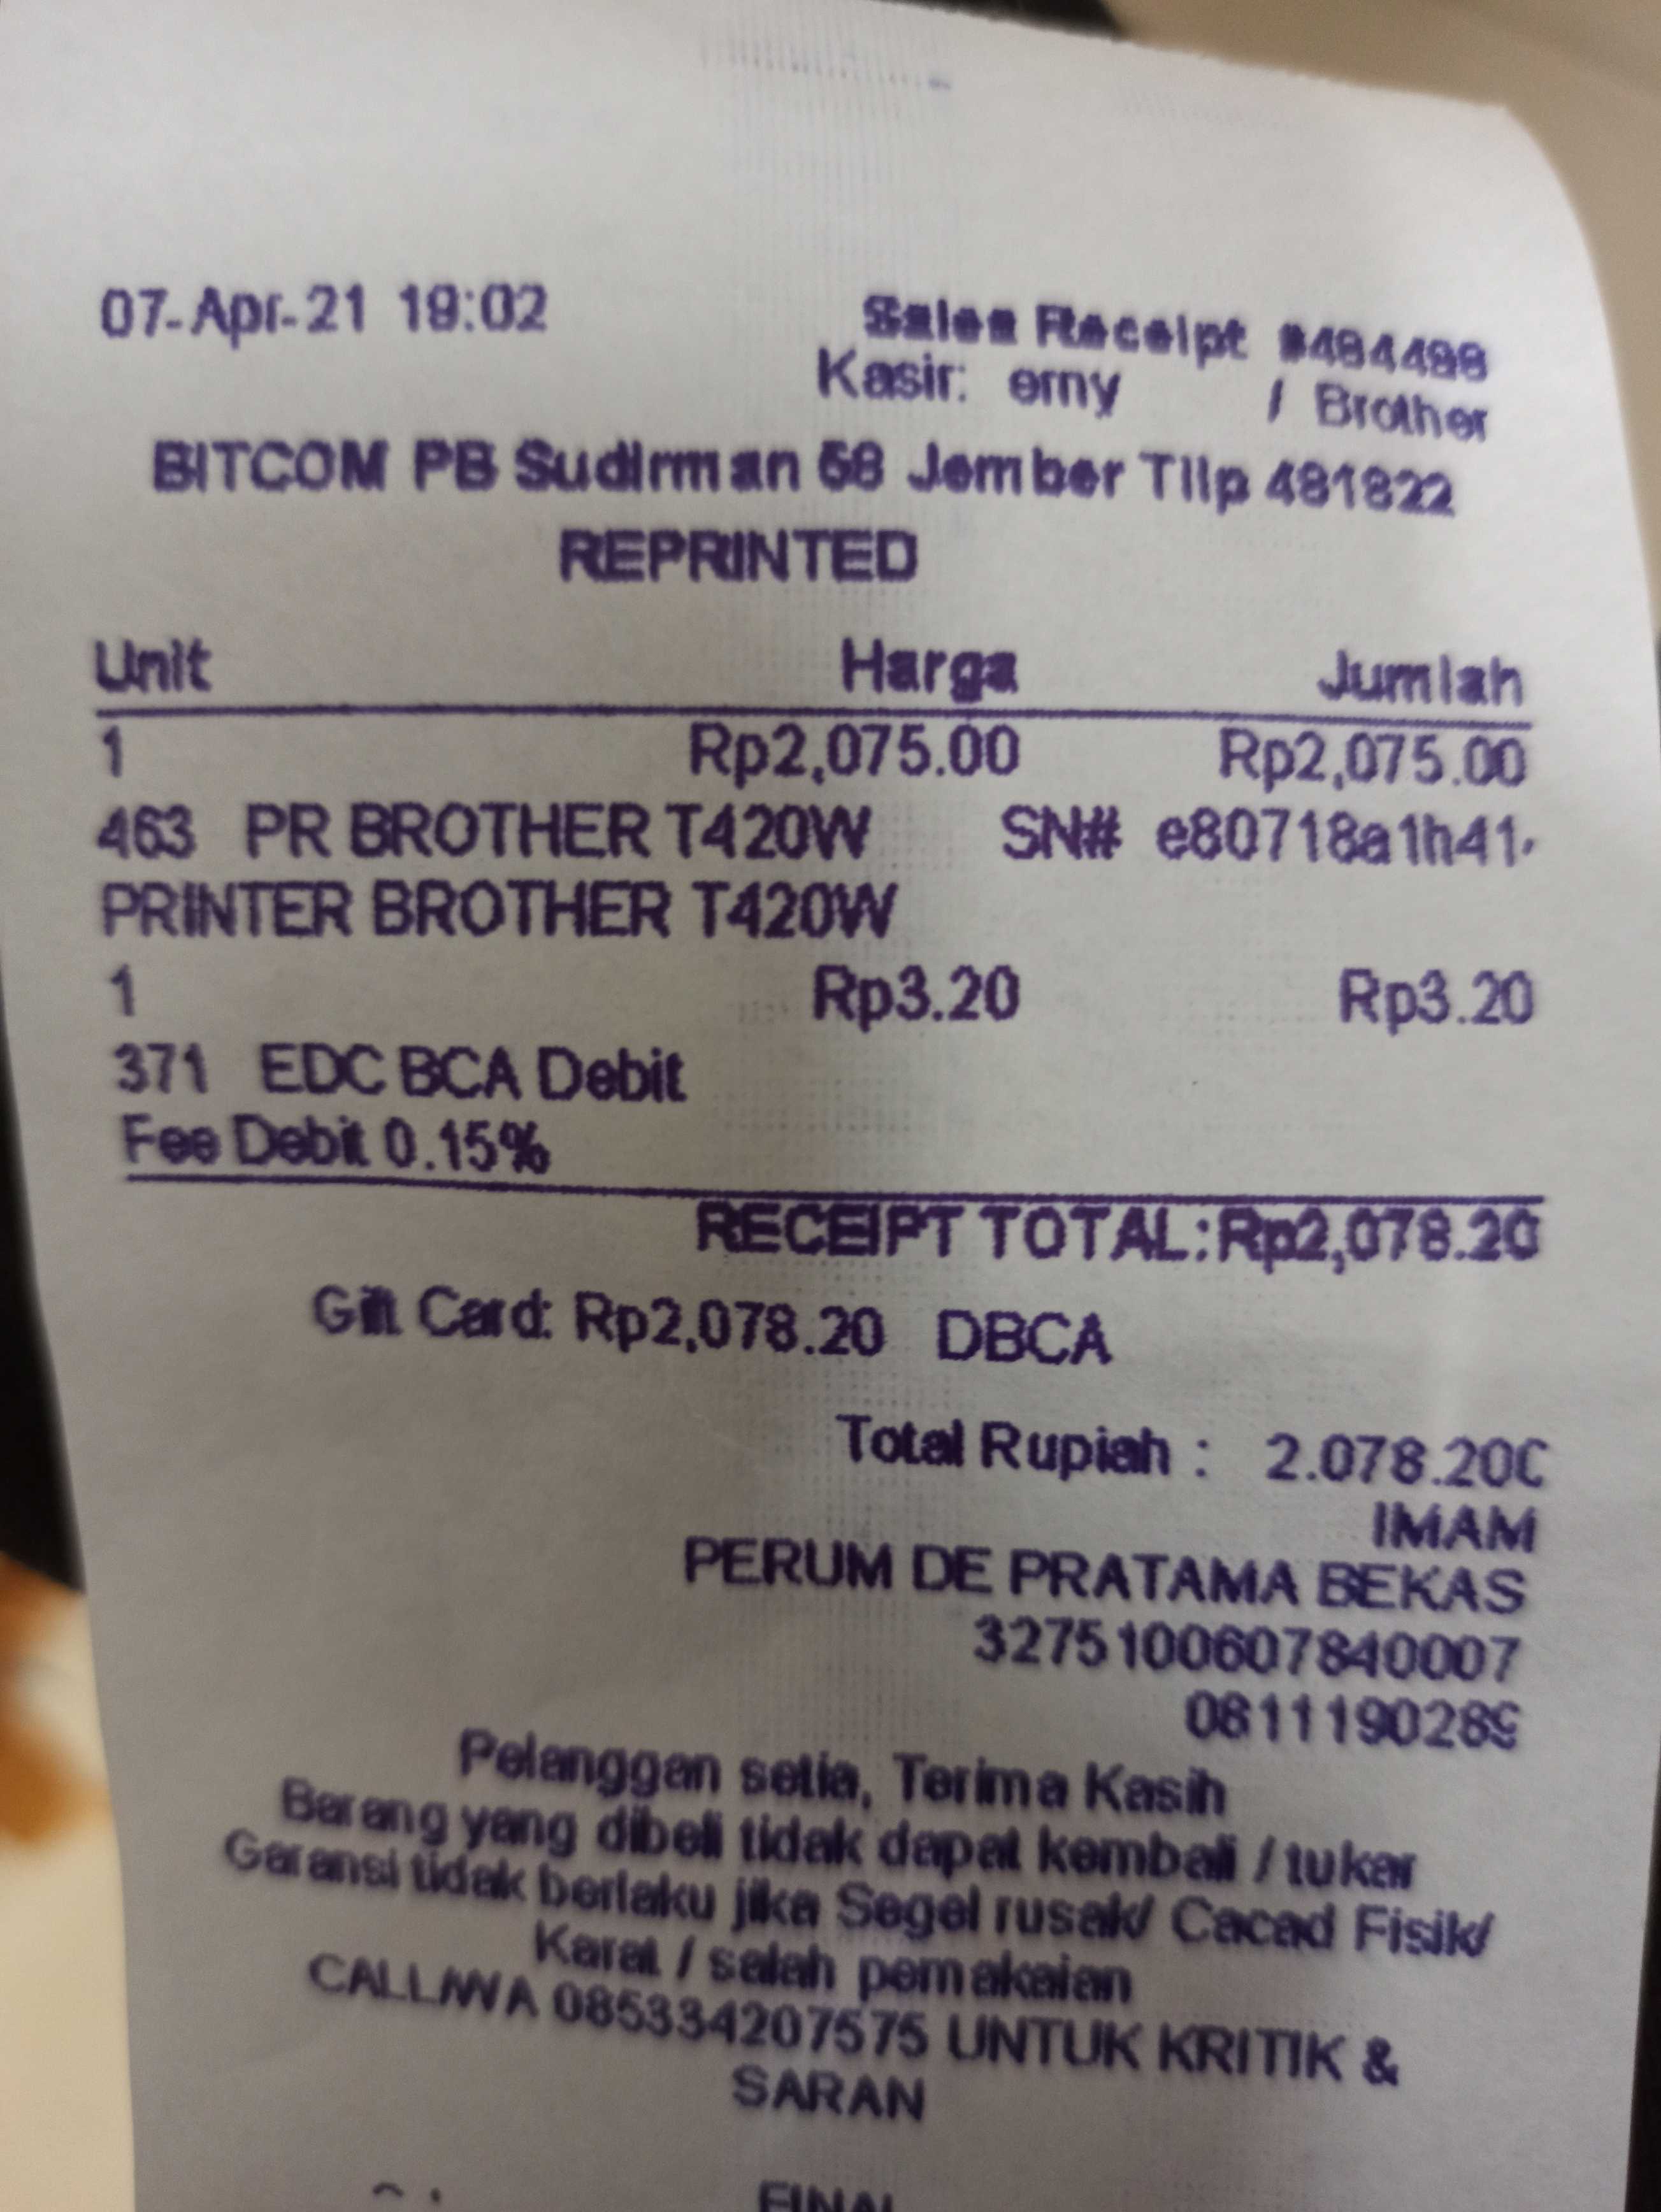 07-Apr-21 19:02
Sales Receipt #484498
Kasir: erny / Brother
BITCOM PB Sudirman 58 Jember Tllp 481822
REPRINTED
Unit Harga Jumlah
1 Rp2,075.00 Rp2,075.00
463 PR BROTHER T420W SN# e80718a1h41
PRINTER BROTHER T420W
1 Rp3.20 Rp3.20
371 EDC BCA Debit
Fee Debit 0.15%
RECEIPT TOTAL: Rp2,078.20
Gift Card: Rp2,078.20 DBCA
Total Rupiah : 2.078.200
IMAM
PERUM DE PRATAMA BEKAS
3275100607840007
0811190289
Pelanggan setia, Terima Kasih
Barang yang dibeli tidak dapat kembali / tukar
Garansi tidak berlaku jika Segel rusak/ Cacad Fisik/
Karat / salah pemakaian
CALL/WA 085334207575 UNTUK KRITIK &
SARAN
FINAL